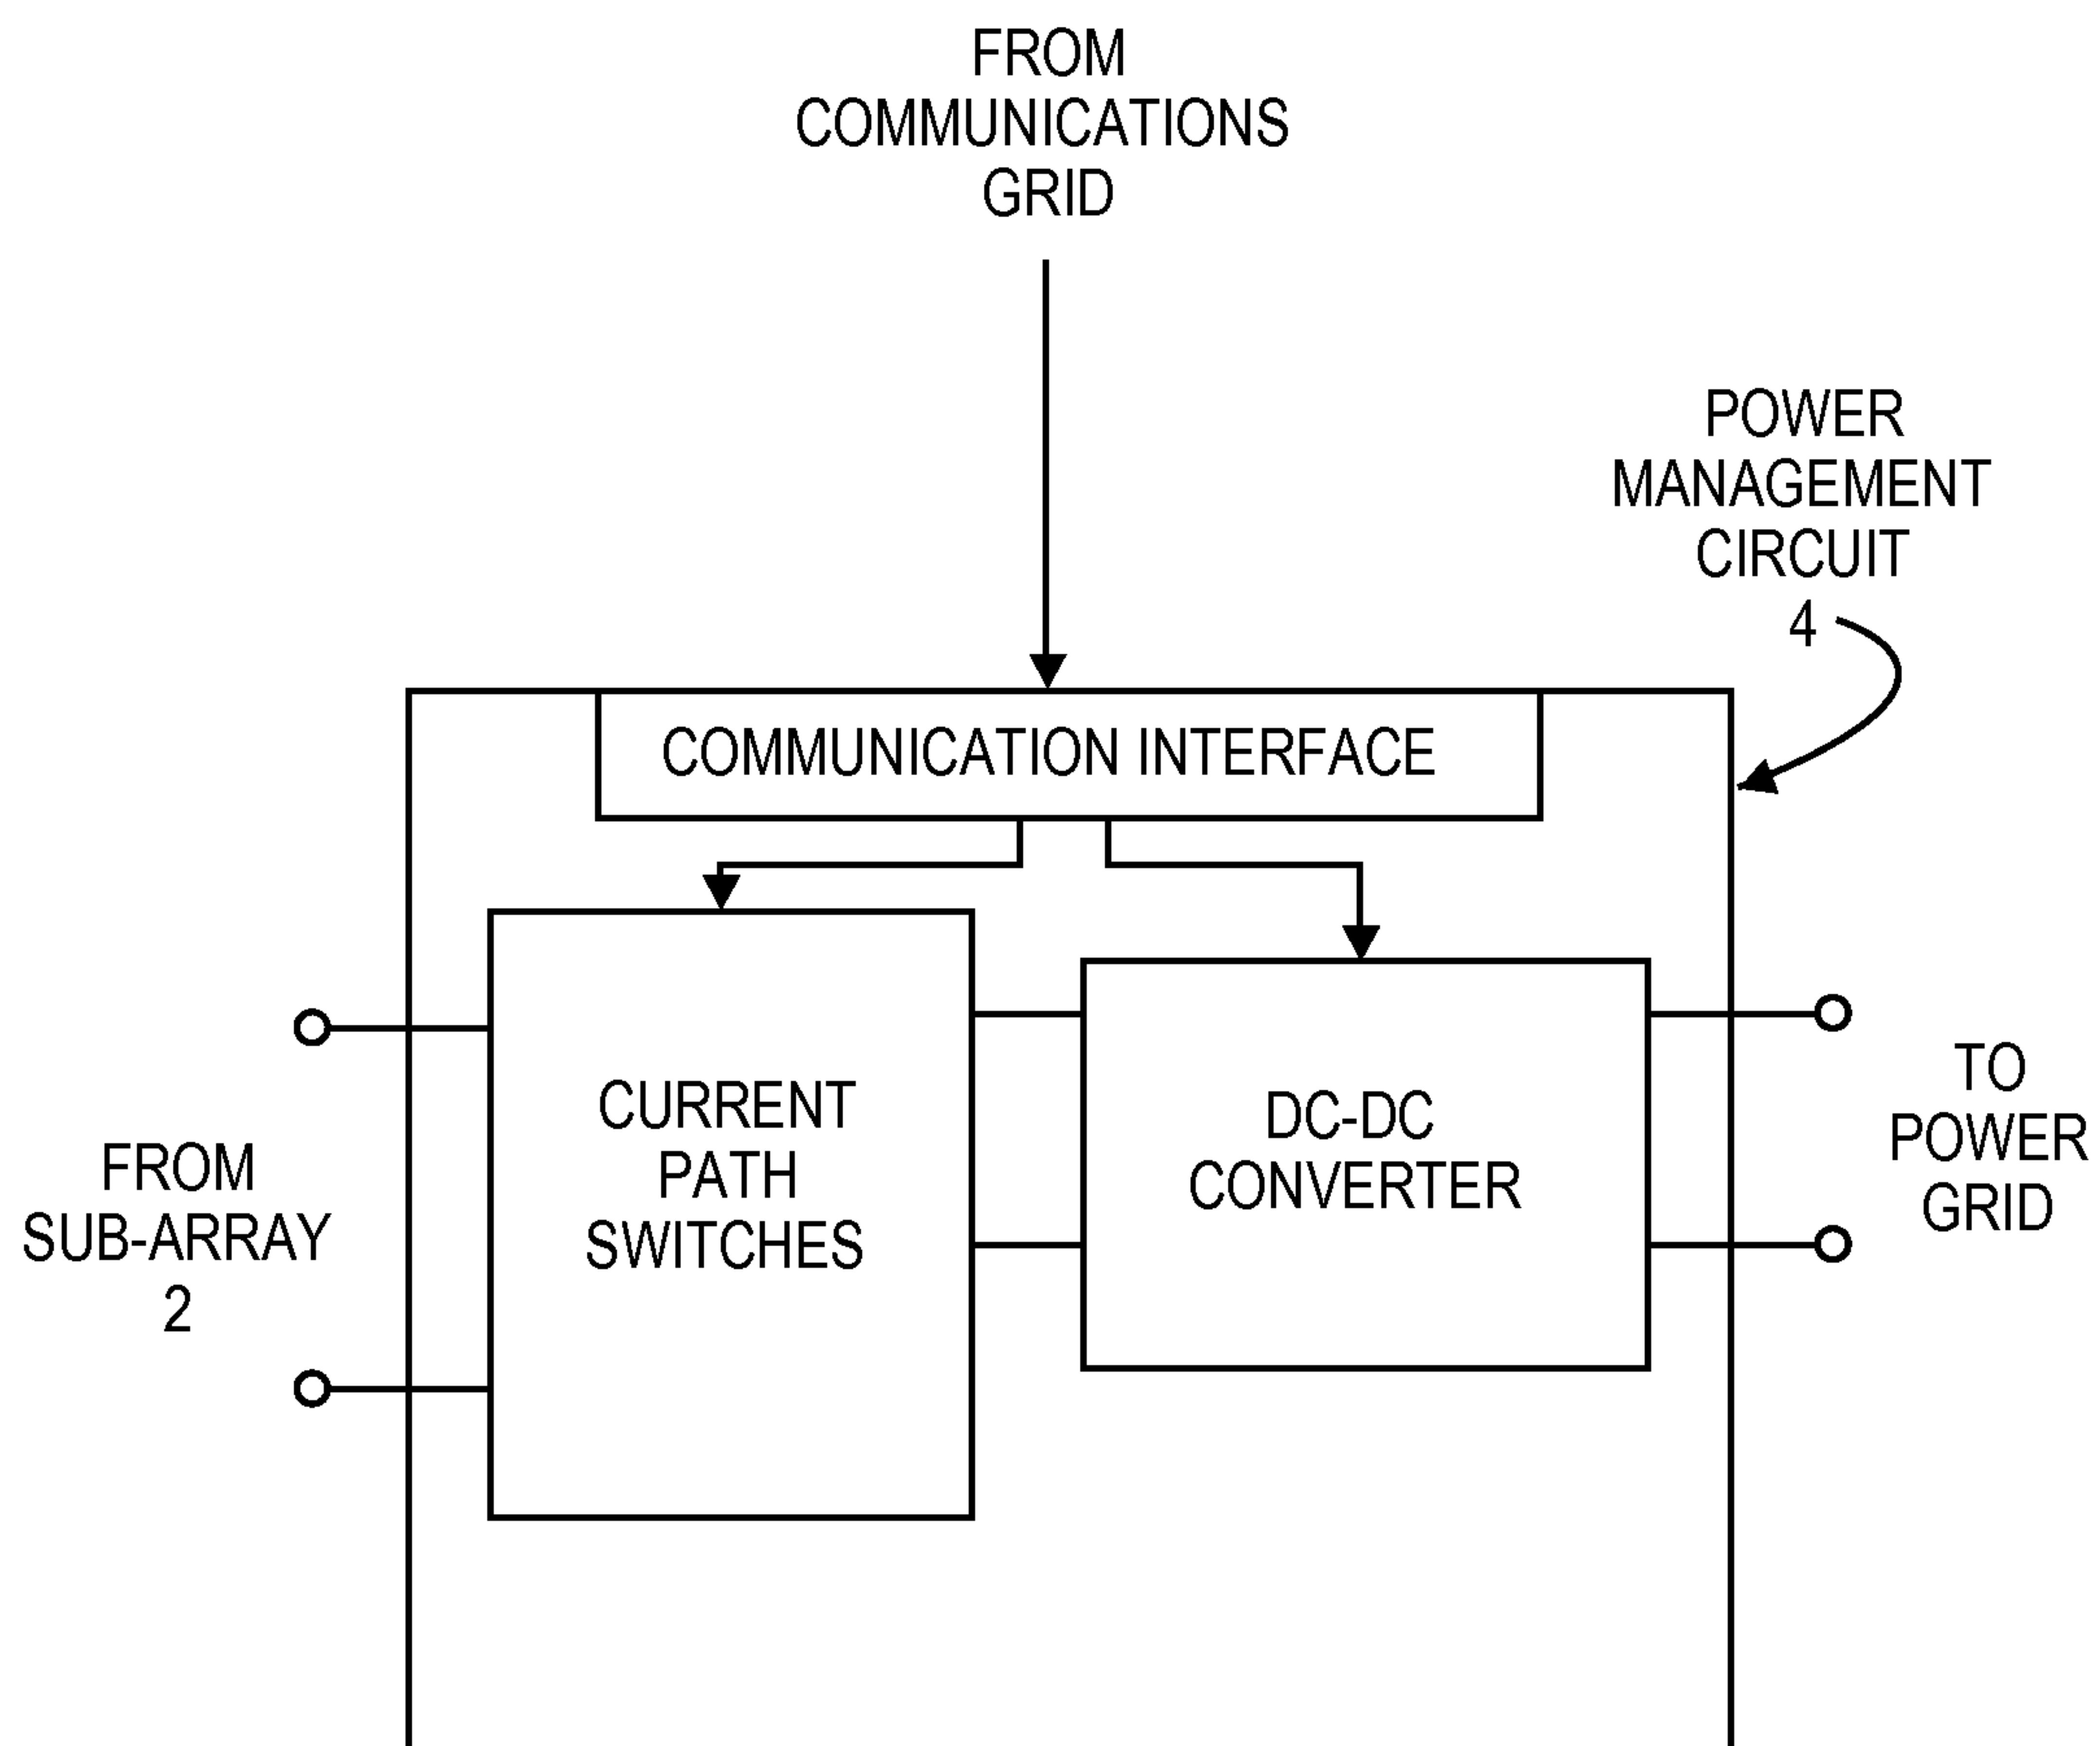 FROM
COMMUNICATIONS
GRID
POWER
MANAGEMENT
CIRCUIT
4
COMMUNICATION INTERFACE
CURRENT
PATH
SWITCHES
DC-DC
CONVERTER
FROM
SUB-ARRAY
2
TO
POWER
GRID